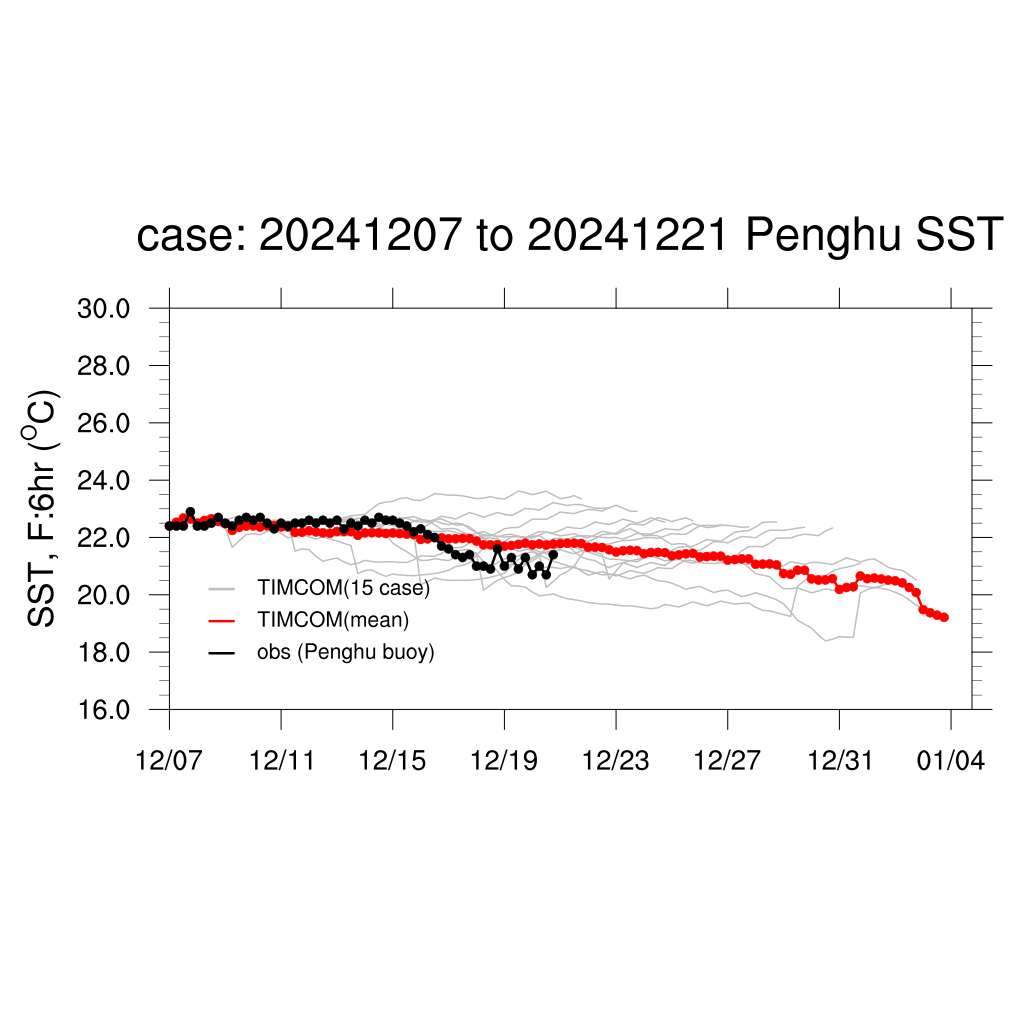 case: 20241207 to 20241221 Penghu SST
SST, F:6hr (°C)
30.0
28.0
26.0
24.0
22.0
20.0
18.0
16.0
TIMCOM(15 case)
TIMCOM(mean)
obs (Penghu buoy)
12/07 12/11 12/15 12/19 12/23 12/27 12/31 01/04